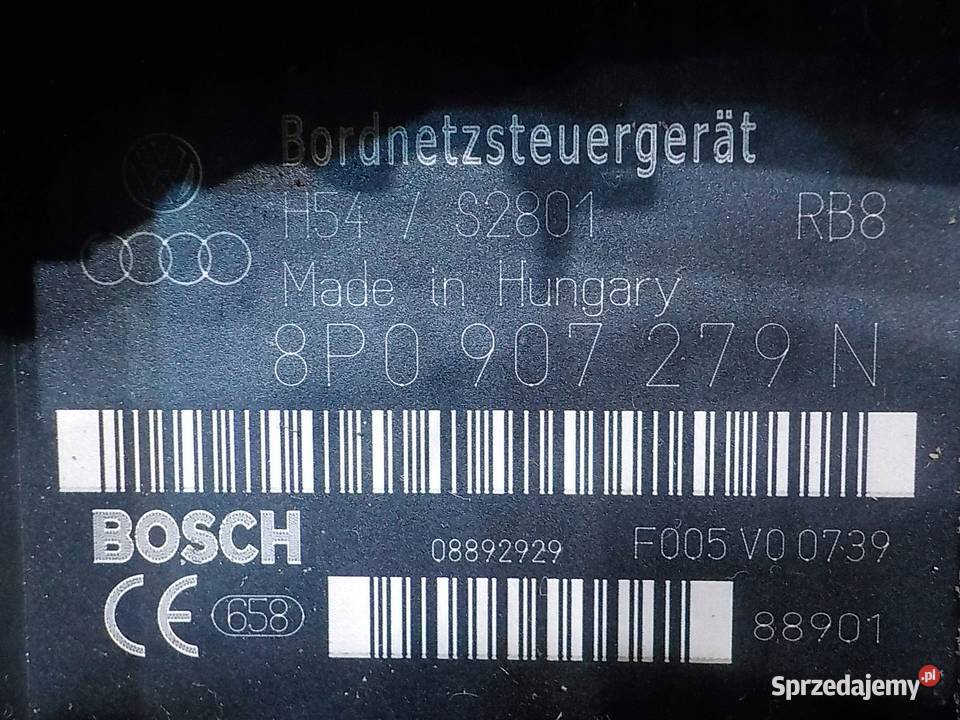 Bordnetzsteuergerät
H54 / S2801 RB8
Made in Hungary
8P0 907 279 N
BOSCH 08892929 F005 V0 0739
CE 658 88901
Sprzedajemy.pl